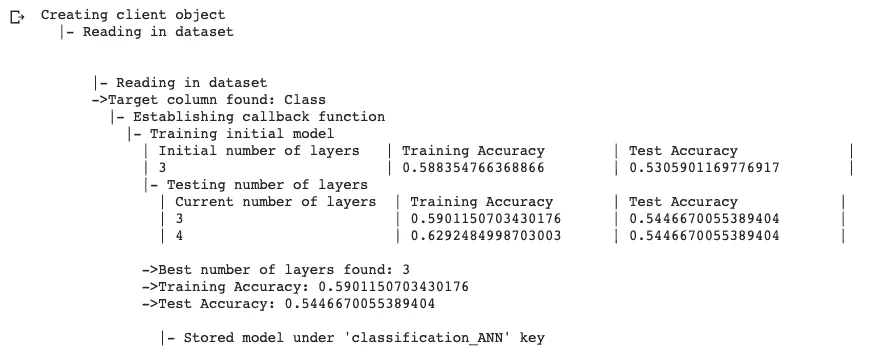 Creating client object
|- Reading in dataset
|- Reading in dataset
->Target column found: Class
|- Establishing callback function
|- Training initial model
| Initial number of layers | Training Accuracy | Test Accuracy |
| 3 | 0.588354766368866 | 0.5305901169776917 |
|- Testing number of layers
| Current number of layers | Training Accuracy | Test Accuracy |
| 3 | 0.5901150703430176 | 0.5446670055389404 |
| 4 | 0.6292484998703003 | 0.5446670055389404 |
->Best number of layers found: 3
->Training Accuracy: 0.5901150703430176
->Test Accuracy: 0.5446670055389404
|- Stored model under 'classification_ANN' key